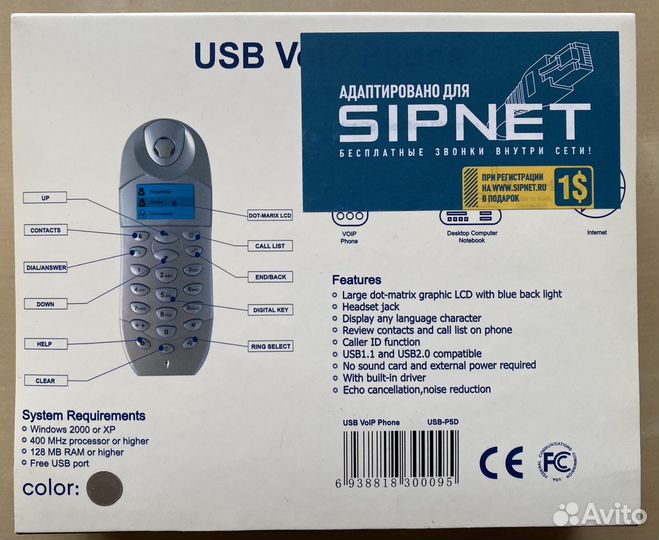 USB Vo
АДАПТИРОВАНО ДЛЯ
SIPNET
БЕСПЛАТНЫЕ ЗВОНКИ ВНУТРИ СЕТИ!
ПРИ РЕГИСТРАЦИИ
НА WWW.SIPNET.RU
В ПОДАРОК
1$
UP
CONTACTS
DIAL/ANSWER
DOWN
HELP
CLEAR
DOT-MARIX LCD
CALL LIST
END/BACK
DIGITAL KEY
RING SELECT
VOIP
Phone
Desktop Computer
Notebook
Internet
Features
Large dot-matrix graphic LCD with blue back light
Headset jack
Display any language character
Review contacts and call list on phone
Caller ID function
USB1.1 and USB2.0 compatible
No sound card and external power required
With built-in driver
Echo cancellation,noise reduction
System Requirements
Windows 2000 or XP
400 MHz processor or higher
128 MB RAM or higher
Free USB port
color:
USB VoIP Phone USB-P5D
6 938818 300095
CE
FC
FEDERAL COMMUNICATIONS COMMISSION, USA
Avito